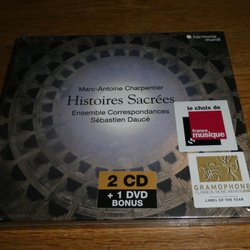 harmonia
mundi
Marc-Antoine Charpentier
Histoires Sacrées
Ensemble Correspondances
Sébastien Daucé
le choix de
france
musique
2 CD
+ 1 DVD
BONUS
GRAMOPHONE
LABEL OF THE YEAR